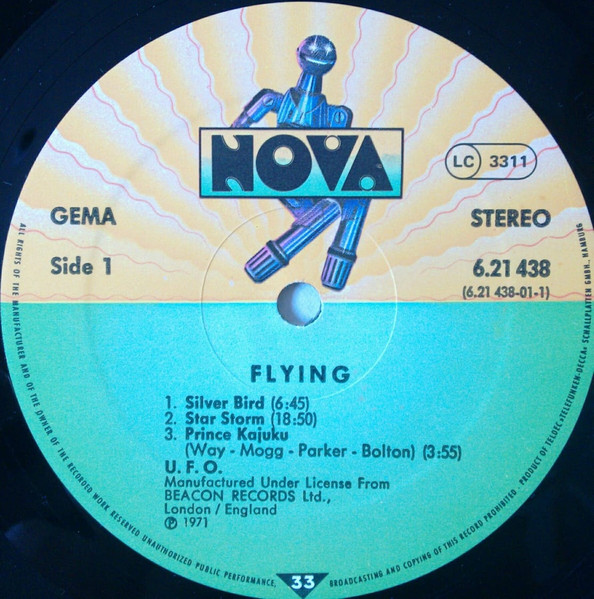 NOVA
LC 3311
GEMA
STEREO
Side 1
6.21 438
(6.21 438-01-1)
FLYING
1. Silver Bird (6:45)
2. Star Storm (18:50)
3. Prince Kajuku
(Way - Mogg - Parker - Bolton) (3:55)
U. F. O.
Manufactured Under License From
BEACON RECORDS Ltd.,
London / England
℗ 1971
33
ALL RIGHTS OF THE MANUFACTURER AND OF THE OWNER OF THE RECORDED WORK RESERVED UNAUTHORIZED PUBLIC PERFORMANCE, BROADCASTING AND COPYING OF THIS RECORD PROHIBITED. PRODUCT OF TELDEC »TELEFUNKEN-DECCA« SCHALLPLATTEN GMBH., HAMBURG